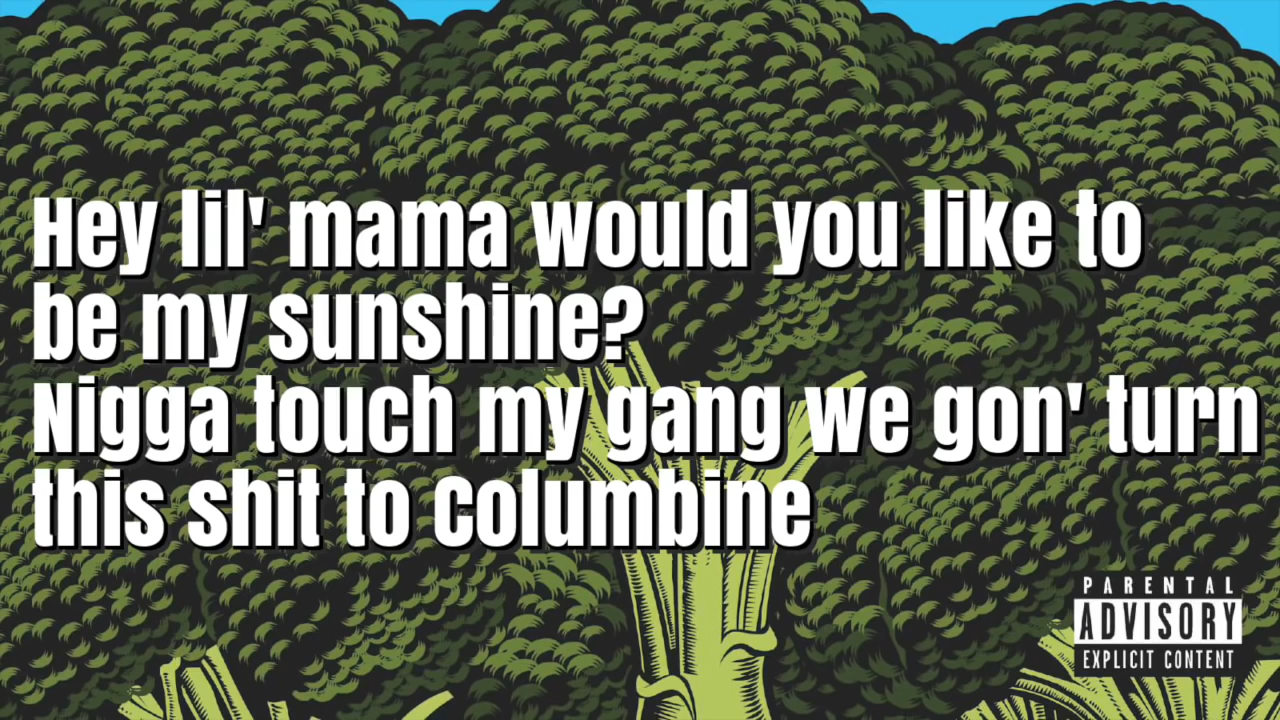 Hey lil' mama would you like to
be my sunshine?
Nigga touch my gang we gon' turn
this shit to Columbine
PARENTAL
ADVISORY
EXPLICIT CONTENT